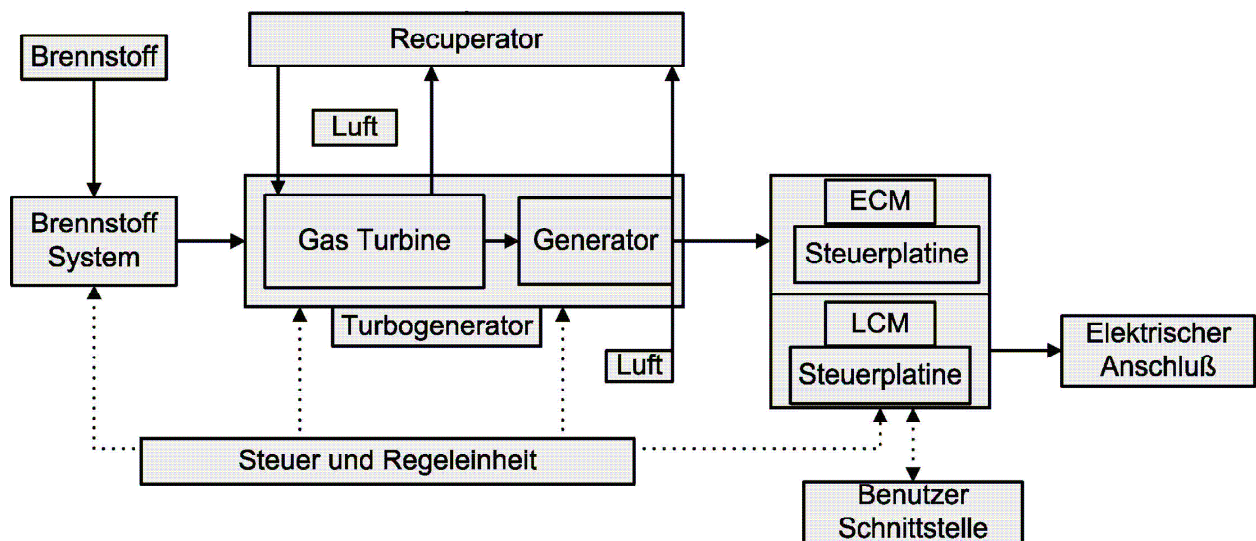 Recuperator
Brennstoff
Luft
Brennstoff
System
Gas Turbine
Generator
Turbogenerator
Luft
ECM
Steuerplatine
LCM
Steuerplatine
Elektrischer
Anschluß
Steuer und Regeleinheit
Benutzer
Schnittstelle